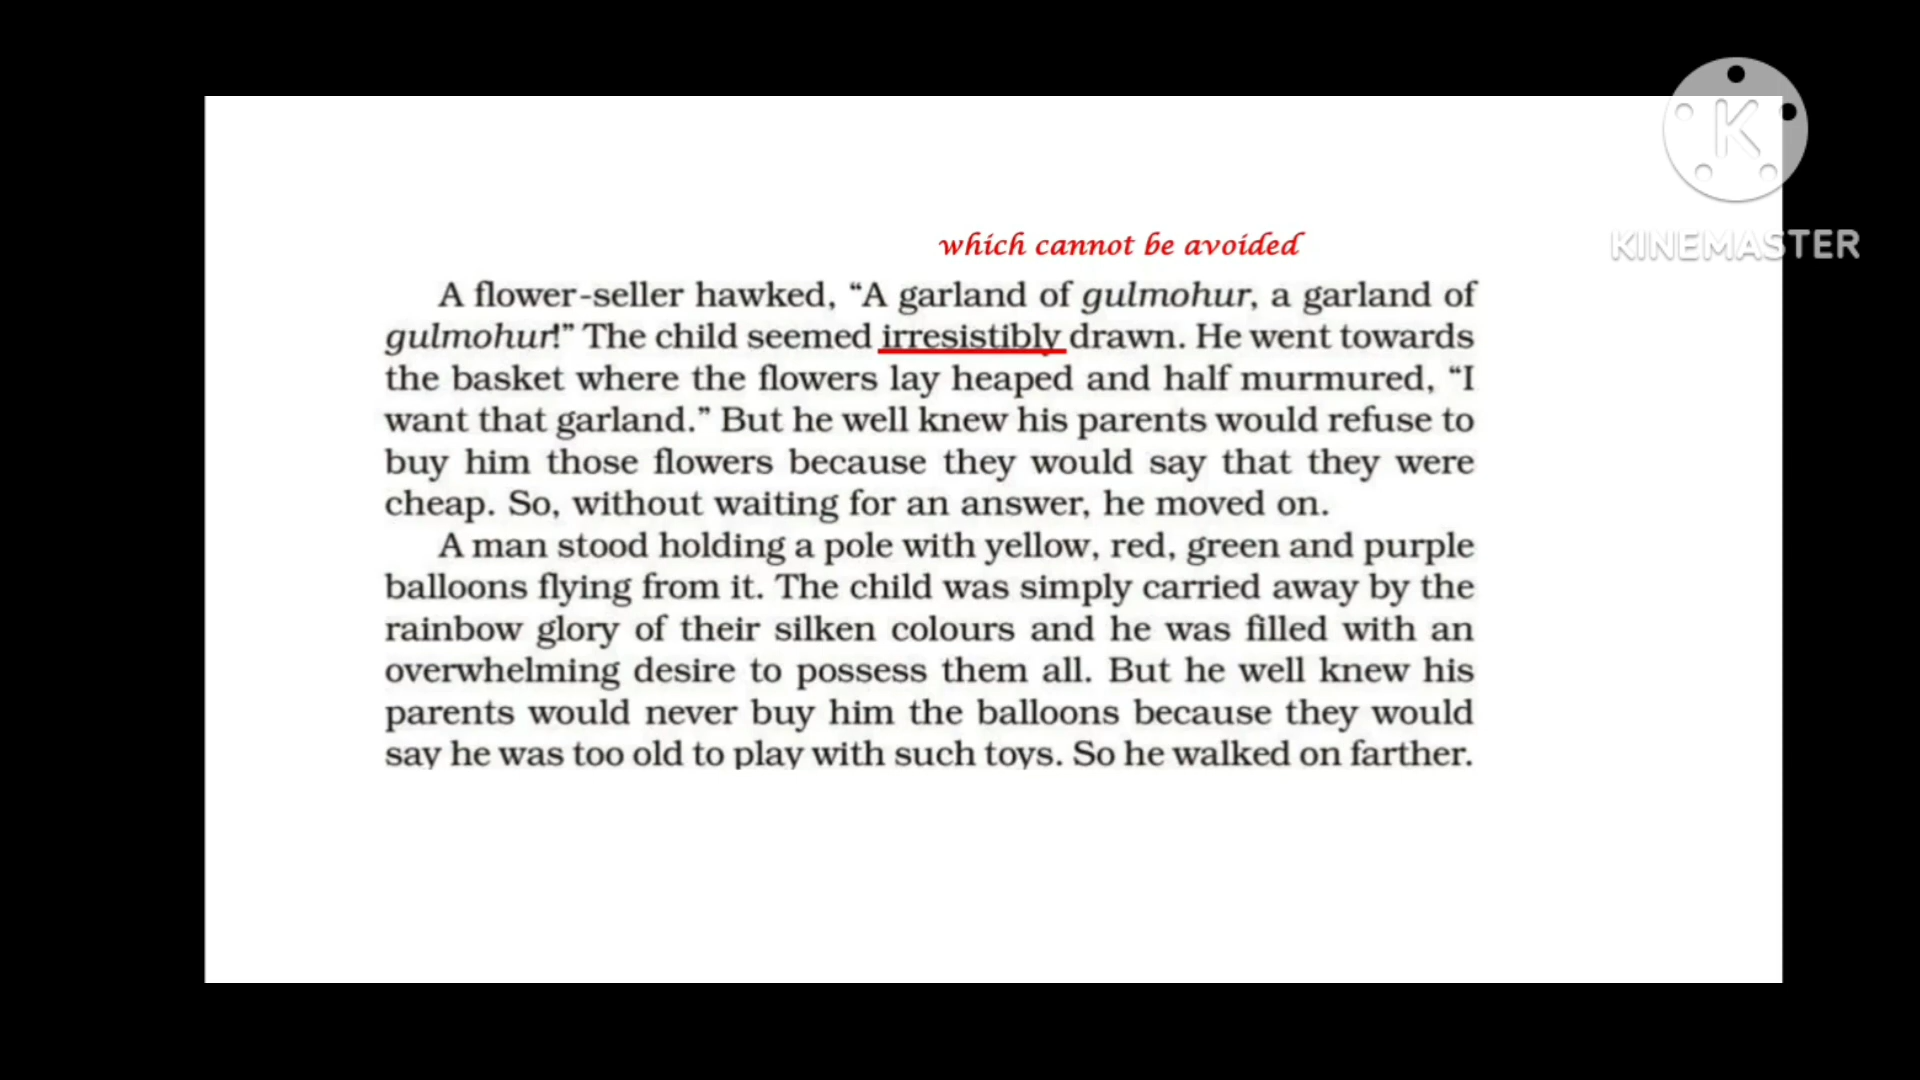 K
KINEMASTER
which cannot be avoided
A flower-seller hawked, “A garland of gulmohur, a garland of
gulmohur!” The child seemed irresistibly drawn. He went towards
the basket where the flowers lay heaped and half murmured, “I
want that garland.” But he well knew his parents would refuse to
buy him those flowers because they would say that they were
cheap. So, without waiting for an answer, he moved on.
A man stood holding a pole with yellow, red, green and purple
balloons flying from it. The child was simply carried away by the
rainbow glory of their silken colours and he was filled with an
overwhelming desire to possess them all. But he well knew his
parents would never buy him the balloons because they would
say he was too old to play with such toys. So he walked on farther.